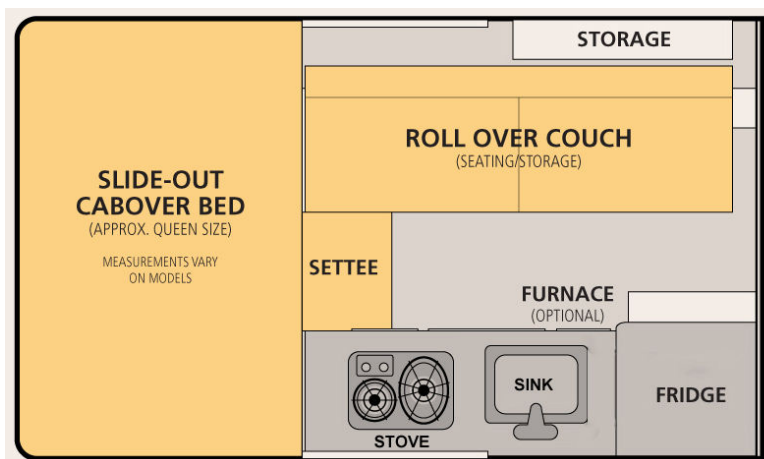 STORAGE
ROLL OVER COUCH
(SEATING/STORAGE)
SLIDE-OUT
CABOVER BED
(APPROX. QUEEN SIZE)
MEASUREMENTS VARY
ON MODELS
SETTEE
FURNACE
(OPTIONAL)
SINK
FRIDGE
STOVE